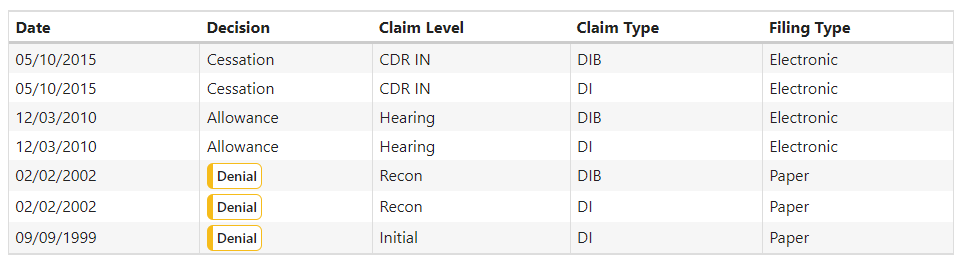 Date Decision Claim Level Claim Type Filing Type
05/10/2015 Cessation CDR IN DIB Electronic
05/10/2015 Cessation CDR IN DI Electronic
12/03/2010 Allowance Hearing DIB Electronic
12/03/2010 Allowance Hearing DI Electronic
02/02/2002 Denial Recon DIB Paper
02/02/2002 Denial Recon DI Paper
09/09/1999 Denial Initial DI Paper